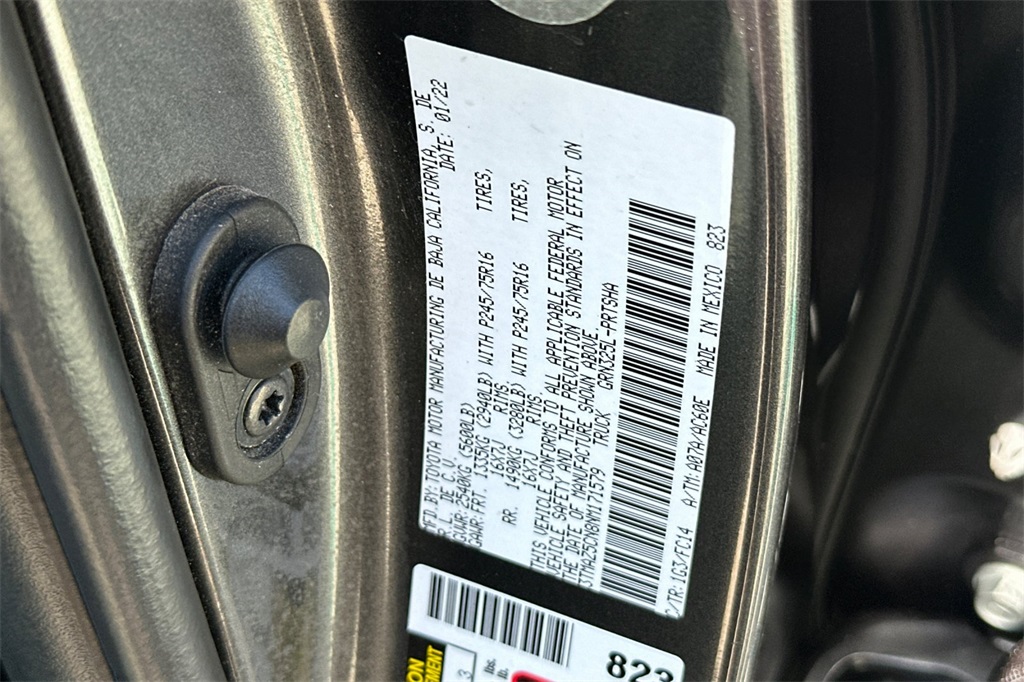 MFD.BY:TOYOTA MOTOR MANUFACTURING DE BAJA CALIFORNIA, S. DE
R.L. DE C.V. DATE: 01/22
GVWR:2540KG (5600LB)
GAWR:FRT. 1335KG (2940LB) WITH P245/75R16 TIRES,
16X7J RIMS,
RR. 1490KG (3280LB) WITH P245/75R16 TIRES,
16X7J RIMS.
THIS VEHICLE CONFORMS TO ALL APPLICABLE FEDERAL MOTOR
VEHICLE SAFETY AND THEFT PREVENTION STANDARDS IN EFFECT ON
THE DATE OF MANUFACTURE SHOWN ABOVE.
3TMAZ5CN8NM171579 TRUCK GRN325L-PRTSHA
C/TR:1G3/FC14 A/TM:A07A/AC60E MADE IN MEXICO 823
823
lbs.
lb.
3